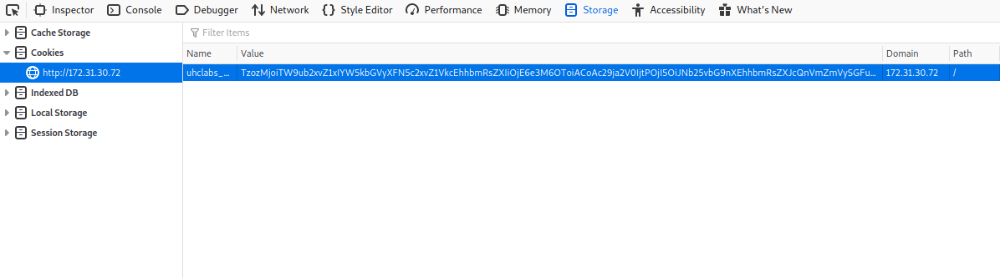 Inspector Console Debugger Network Style Editor Performance Memory Storage Accessibility What's New
Cache Storage Filter Items
Cookies Name Value Domain Path
http://172.31.30.72 uhclabs_... TzozMjoiTW9ub2xvZ1xIYW5kbGVyXFN5c2xvZ1VkcEhhbmRsZXIiOjE6e3M6OToiACoAc29ja2V0IjtPOjI5OiJNb25vbG9nXEhhbmRsZXJcQnVmZmVySGFu... 172.31.30.72 /
Indexed DB
Local Storage
Session Storage